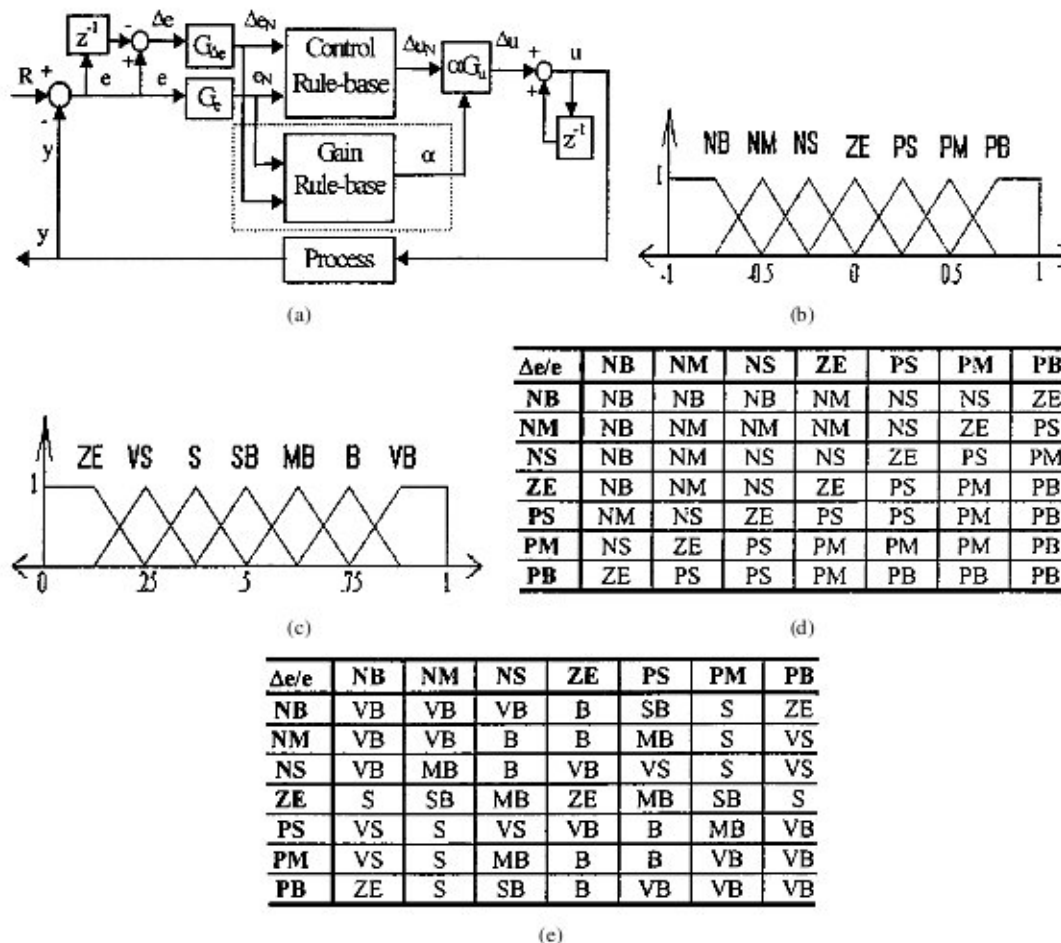 z⁻¹ - Δe GΔe Δe_N Control Rule-base Δu_N αG_u Δu + u
R + e + e G_e e_N
- + z⁻¹
y Gain Rule-base α
y Process
NB NM NS ZE PS PM PB
1
-1 -0.5 0 0.5 1
(a) (b)
ZE VS S SB MB B VB
1
0 .25 .5 .75 1
(c)
Δe/e NB NM NS ZE PS PM PB
NB NB NB NB NM NS NS ZE
NM NB NM NM NM NS ZE PS
NS NB NM NS NS ZE PS PM
ZE NB NM NS ZE PS PM PB
PS NM NS ZE PS PS PM PB
PM NS ZE PS PM PM PM PB
PB ZE PS PS PM PB PB PB
(d)
Δe/e NB NM NS ZE PS PM PB
NB VB VB VB B SB S ZE
NM VB VB B B MB S VS
NS VB MB B VB VS S VS
ZE S SB MB ZE MB SB S
PS VS S VS VB B MB VB
PM VS S MB B B VB VB
PB ZE S SB B VB VB VB
(e)